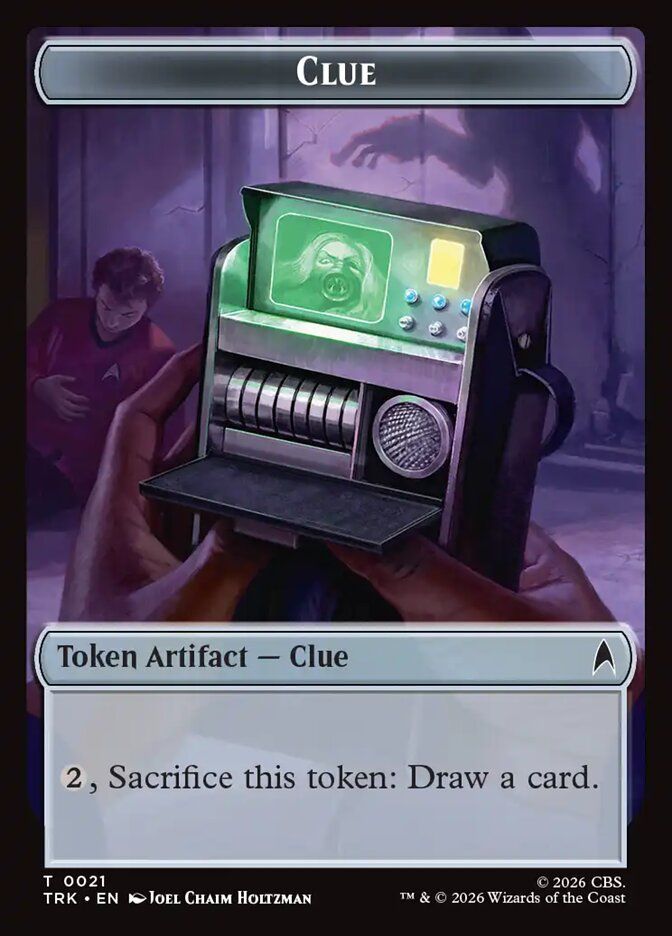 Clue
Token Artifact — Clue
2, Sacrifice this token: Draw a card.
T 0021
TRK • EN Joel Chaim Holtzman
© 2026 CBS.
™ & © 2026 Wizards of the Coast